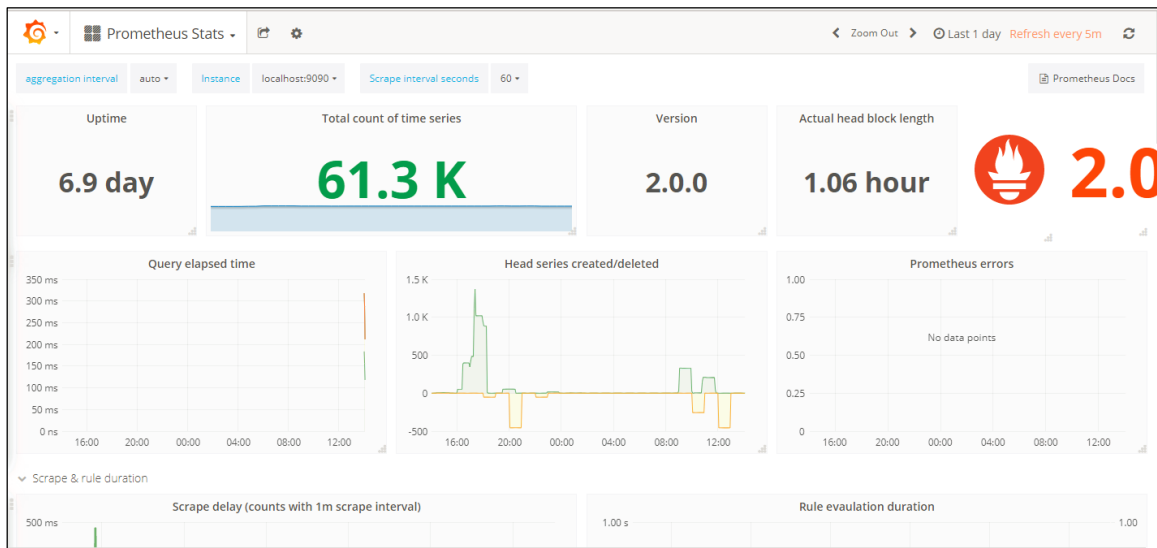 Prometheus Stats
Zoom Out
Last 1 day Refresh every 5m
aggregation interval auto Instance localhost:9090 Scrape interval seconds 60 Prometheus Docs
Uptime
6.9 day
Total count of time series
61.3 K
Version
2.0.0
Actual head block length
1.06 hour
2.0
Query elapsed time
350 ms
300 ms
250 ms
200 ms
150 ms
100 ms
50 ms
0 ns
16:00 20:00 00:00 04:00 08:00 12:00
Head series created/deleted
1.5 K
1.0 K
500
0
-500
16:00 20:00 00:00 04:00 08:00 12:00
Prometheus errors
1.00
0.75
0.50
0.25
0
No data points
16:00 20:00 00:00 04:00 08:00 12:00
Scrape & rule duration
Scrape delay (counts with 1m scrape interval)
500 ms
Rule evaulation duration
1.00 s 1.00